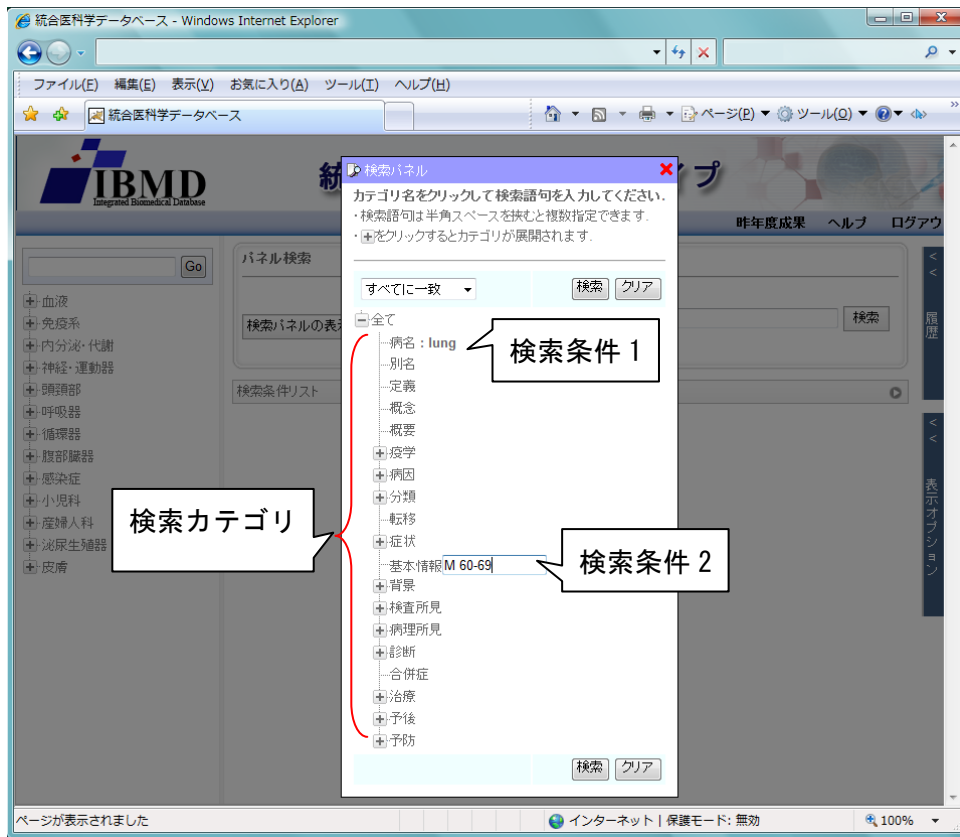 統合医科学データベース - Windows Internet Explorer
ファイル(F) 編集(E) 表示(V) お気に入り(A) ツール(T) ヘルプ(H)
統合医科学データベース
ページ(P) ツール(O)
IBMD
Integrated Biomedical Database
統
イプ
昨年度成果 ヘルプ ログアウ
Go
血液
免疫系
内分泌・代謝
神経・運動器
頭頚部
呼吸器
循環器
腹部臓器
感染症
小児科
産婦人科
泌尿生殖器
皮膚
パネル検索
検索パネルの表
検索
検索条件リスト
検索パネル
カテゴリ名をクリックして検索語句を入力してください.
・検索語句は半角スペースを挟むと複数指定できます.
・+をクリックするとカテゴリが展開されます.
すべてに一致 検索 クリア
全て
病名 : lung
別名
定義
概念
概要
疫学
病因
分類
転移
症状
基本情報 M 60-69
背景
検査所見
病理所見
診断
合併症
治療
予後
予防
検索 クリア
検索条件 1
検索カテゴリ
検索条件 2
<<
履歴
<<
表示オプション
ページが表示されました
インターネット | 保護モード: 無効
100%